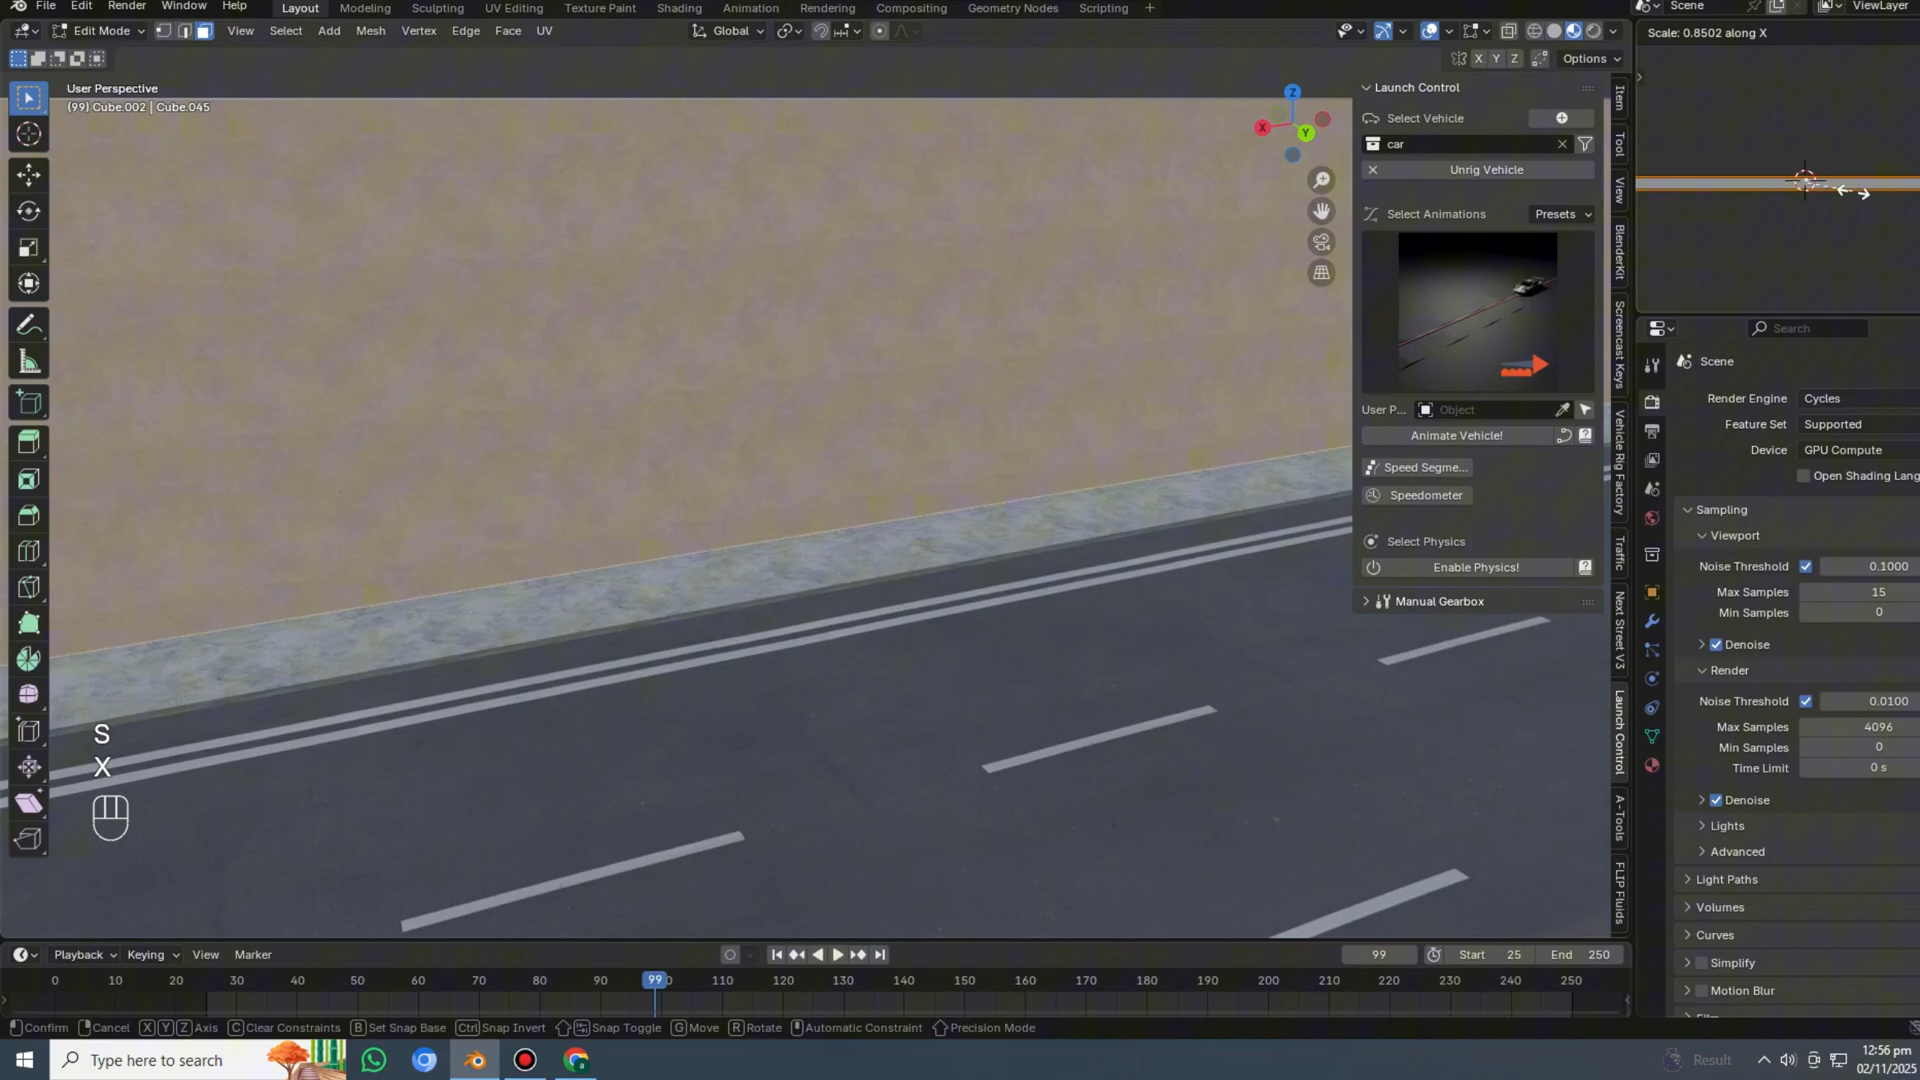 File Edit Render Window Help Layout Modeling Sculpting UV Editing Texture Paint Shading Animation Rendering Compositing Geometry Nodes Scripting + Scene ViewLayer
Edit Mode View Select Add Mesh Vertex Edge Face UV Global Scale: 0.8502 along X
X Y Z Options
User Perspective
(99) Cube.002 | Cube.045
Z
X
Y
Launch Control
Select Vehicle
car
Unrig Vehicle
Select Animations Presets
User P... Object
Animate Vehicle!
Speed Segme...
Speedometer
Select Physics
Enable Physics!
Manual Gearbox
Item
Tool
View
BlenderKit
Screencast Keys
Vehicle Rig Factory
Traffic
Next Street V3
Launch Control
A-Tools
FLIP Fluids
Search
Scene
Render Engine Cycles
Feature Set Supported
Device GPU Compute
Open Shading Lang
Sampling
Viewport
Noise Threshold 0.1000
Max Samples 15
Min Samples 0
Denoise
Render
Noise Threshold 0.0100
Max Samples 4096
Min Samples 0
Time Limit 0 s
Denoise
Lights
Advanced
Light Paths
Volumes
Curves
Simplify
Motion Blur
S
X
Playback Keying View Marker 99 Start 25 End 250
0 10 20 30 40 50 60 70 80 90 99 110 120 130 140 150 160 170 180 190 200 210 220 230 240 250
Confirm Cancel X Y Z Axis C Clear Constraints B Set Snap Base Ctrl Snap Invert Snap Toggle G Move R Rotate Automatic Constraint Precision Mode
Type here to search Result 12:56 pm
02/11/2025